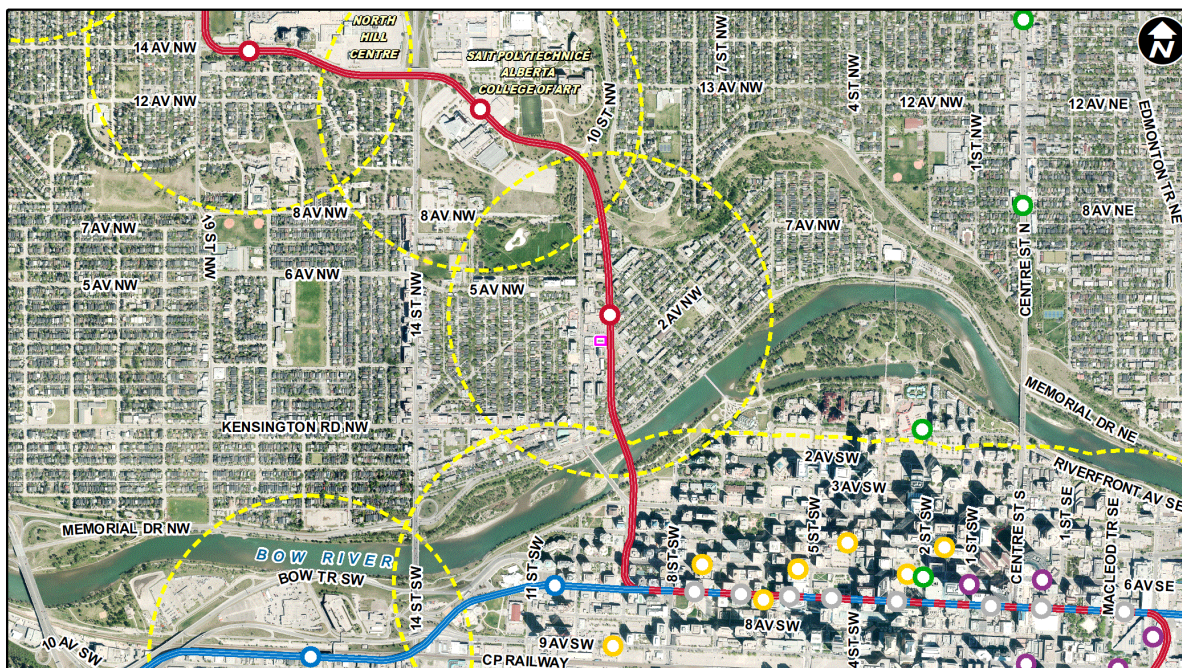 NORTH
HILL
CENTRE
14 AV NW
SAIT POLYTECHNIC
ALBERTA
COLLEGE OF ART
7 ST NW
4 ST NW
N
13 AV NW
12 AV NW
12 AV NW
12 AV NE
10 ST NW
1 ST NW
EDMONTON TR NE
8 AV NW
8 AV NW
8 AV NE
7 AV NW
7 AV NW
19 ST NW
6 AV NW
5 AV NW
5 AV NW
14 ST NW
2 AV NW
CENTRE ST N
MEMORIAL DR NE
KENSINGTON RD NW
2 AV SW
3 AV SW
RIVERFRONT AV SE
MEMORIAL DR NW
BOW RIVER
BOW TR SW
11 ST SW
8 ST SW
5 ST SW
2 ST SW
1 ST SW
CENTRE ST S
1 ST SE
MACLEOD TR SE
6 AV SE
14 ST SW
8 AV SW
4 ST SW
9 AV SW
10 AV SW
CP RAILWAY